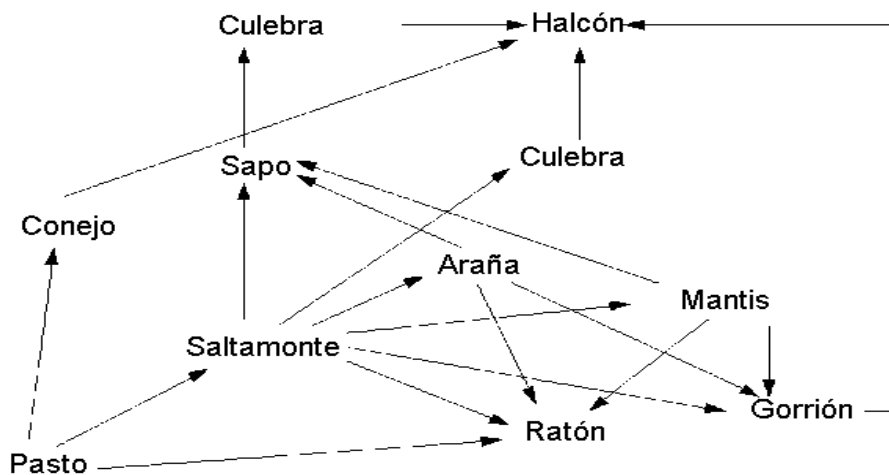 Culebra
Halcón
Sapo
Culebra
Conejo
Araña
Mantis
Saltamonte
Gorrión
Ratón
Pasto